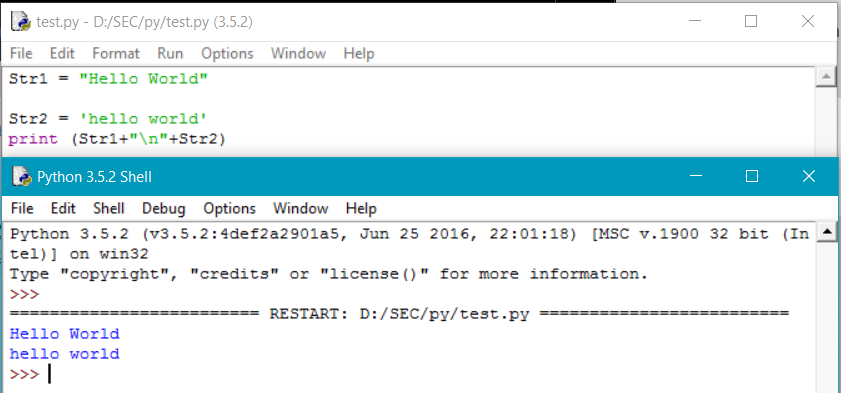 test.py - D:/SEC/py/test.py (3.5.2)
File Edit Format Run Options Window Help
Str1 = "Hello World"
Str2 = 'hello world'
print (Str1+"\n"+Str2)
Python 3.5.2 Shell
File Edit Shell Debug Options Window Help
Python 3.5.2 (v3.5.2:4def2a2901a5, Jun 25 2016, 22:01:18) [MSC v.1900 32 bit (In
tel)] on win32
Type "copyright", "credits" or "license()" for more information.
>>>
========================= RESTART: D:/SEC/py/test.py =========================
Hello World
hello world
>>>